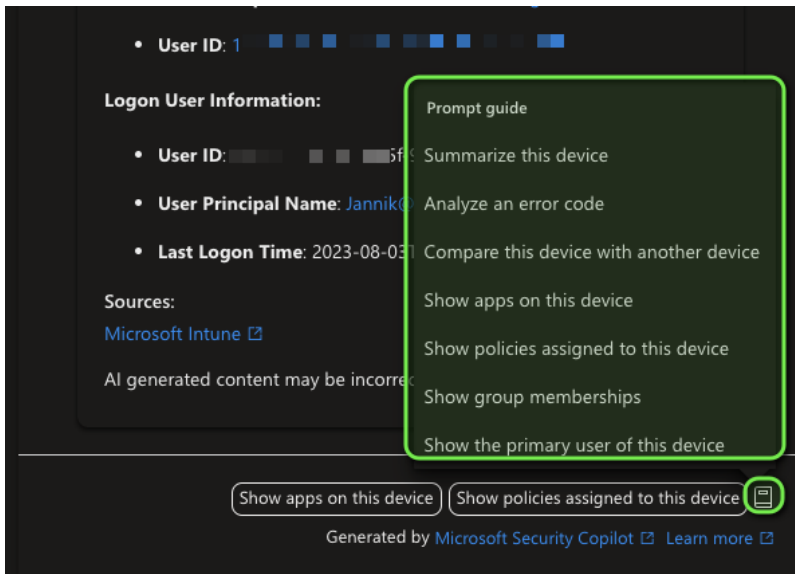 User ID: 1
Logon User Information:
User ID:
User Principal Name: Jannik@
Last Logon Time: 2023-08-03
Sources:
Microsoft Intune
AI generated content may be
Prompt guide
Summarize this device
Analyze an error code
Compare this device with another device
Show apps on this device
Show policies assigned to this device
Show group memberships
Show the primary user of this device
Show apps on this device
Show policies assigned to this device
Generated by Microsoft Security Copilot Learn more